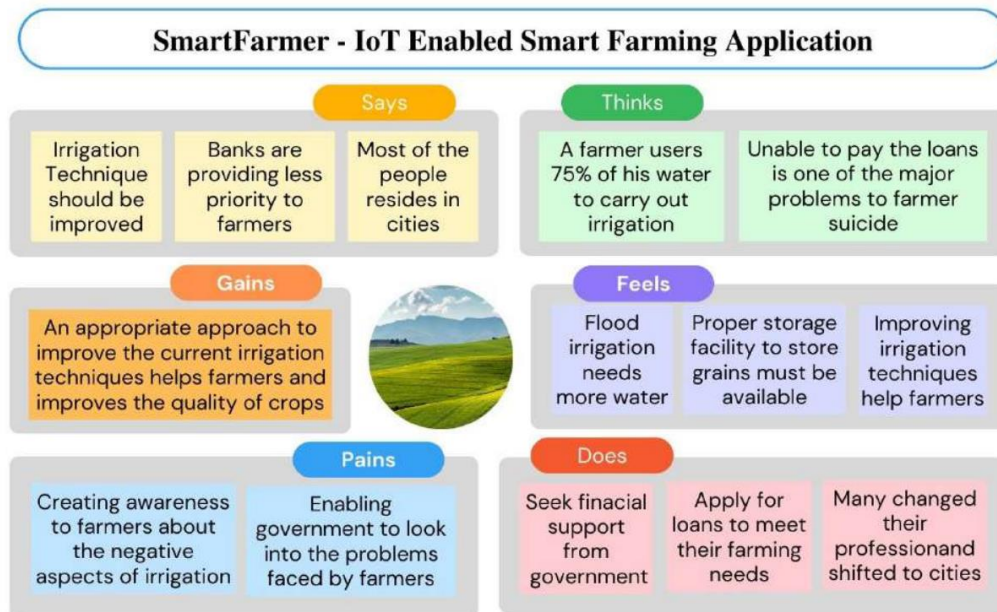 SmartFarmer - IoT Enabled Smart Farming Application
Says
Irrigation
Technique
should be
improved
Banks are
providing less
priority to
farmers
Most of the
people
resides in
cities
Thinks
A farmer users
75% of his water
to carry out
irrigation
Unable to pay the loans
is one of the major
problems to farmer
suicide
Gains
An appropriate approach to
improve the current irrigation
techniques helps farmers and
improves the quality of crops
Feels
Flood
irrigation
needs
more water
Proper storage
facility to store
grains must be
available
Improving
irrigation
techniques
help farmers
Pains
Creating awareness
to farmers about
the negative
aspects of irrigation
Enabling
government to look
into the problems
faced by farmers
Does
Seek finacial
support from
government
Apply for
loans to meet
their farming
needs
Many changed
their
professionand
shifted to cities